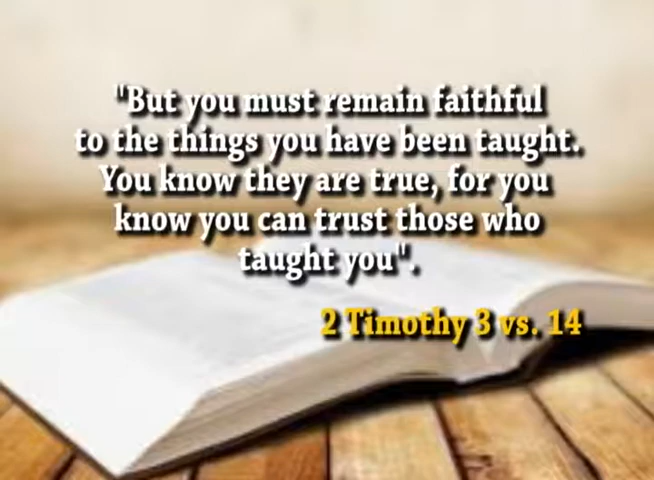 "But you must remain faithful
to the things you have been taught.
You know they are true, for you
know you can trust those who
taught you".
2 Timothy 3 vs. 14